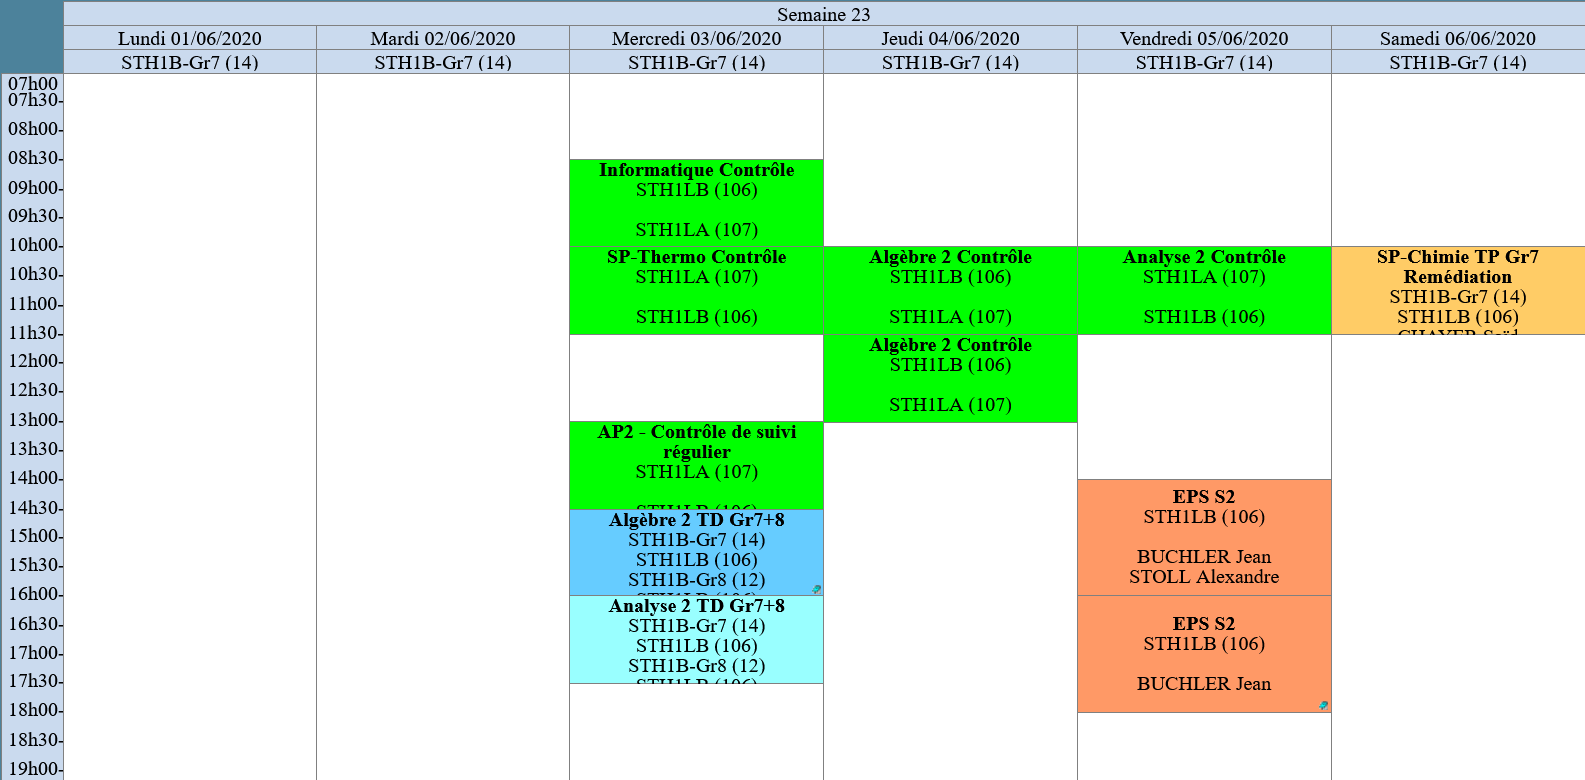 Semaine 23
Lundi 01/06/2020
Mardi 02/06/2020
Mercredi 03/06/2020
Jeudi 04/06/2020
Vendredi 05/06/2020
Samedi 06/06/2020
STH1B-Gr7 (14)
STH1B-Gr7 (14)
STH1B-Gr7 (14)
STH1B-Gr7 (14)
STH1B-Gr7 (14)
STH1B-Gr7 (14)
07h00
07h30
08h00
08h30
09h00
09h30
10h00
10h30
11h00
11h30
12h00
12h30
13h00
13h30
14h00
14h30
15h00
15h30
16h00
16h30
17h00
17h30
18h00
18h30
19h00
Informatique Contrôle
STH1LB (106)
STH1LA (107)
SP-Thermo Contrôle
STH1LA (107)
STH1LB (106)
AP2 - Contrôle de suivi
régulier
STH1LA (107)
STH1LB (106)
Algèbre 2 TD Gr7+8
STH1B-Gr7 (14)
STH1LB (106)
STH1B-Gr8 (12)
STH1LB (106)
Analyse 2 TD Gr7+8
STH1B-Gr7 (14)
STH1LB (106)
STH1B-Gr8 (12)
STH1LB (106)
Algèbre 2 Contrôle
STH1LB (106)
STH1LA (107)
Algèbre 2 Contrôle
STH1LB (106)
STH1LA (107)
Analyse 2 Contrôle
STH1LA (107)
STH1LB (106)
EPS S2
STH1LB (106)
BUCHLER Jean
STOLL Alexandre
EPS S2
STH1LB (106)
BUCHLER Jean
SP-Chimie TP Gr7
Remédiation
STH1B-Gr7 (14)
STH1LB (106)